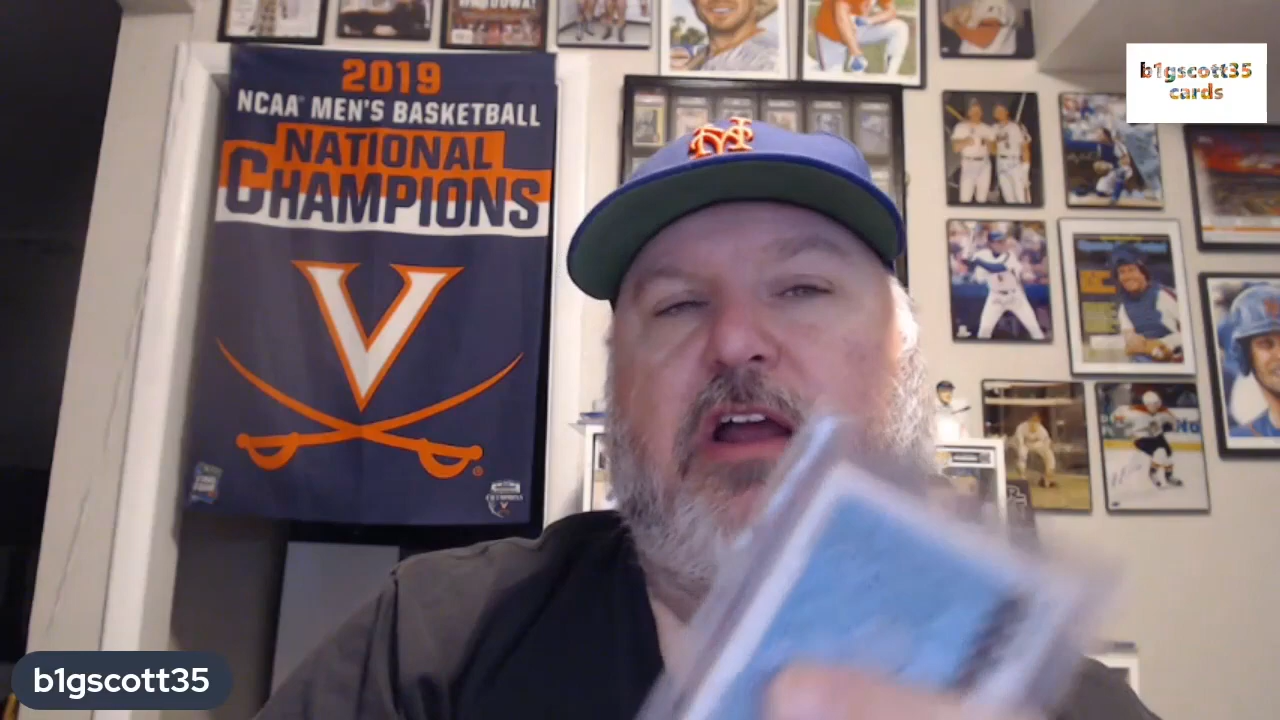 2019
NCAA MEN'S BASKETBALL
NATIONAL
CHAMPIONS
V
b1gscott35
cards
b1gscott35